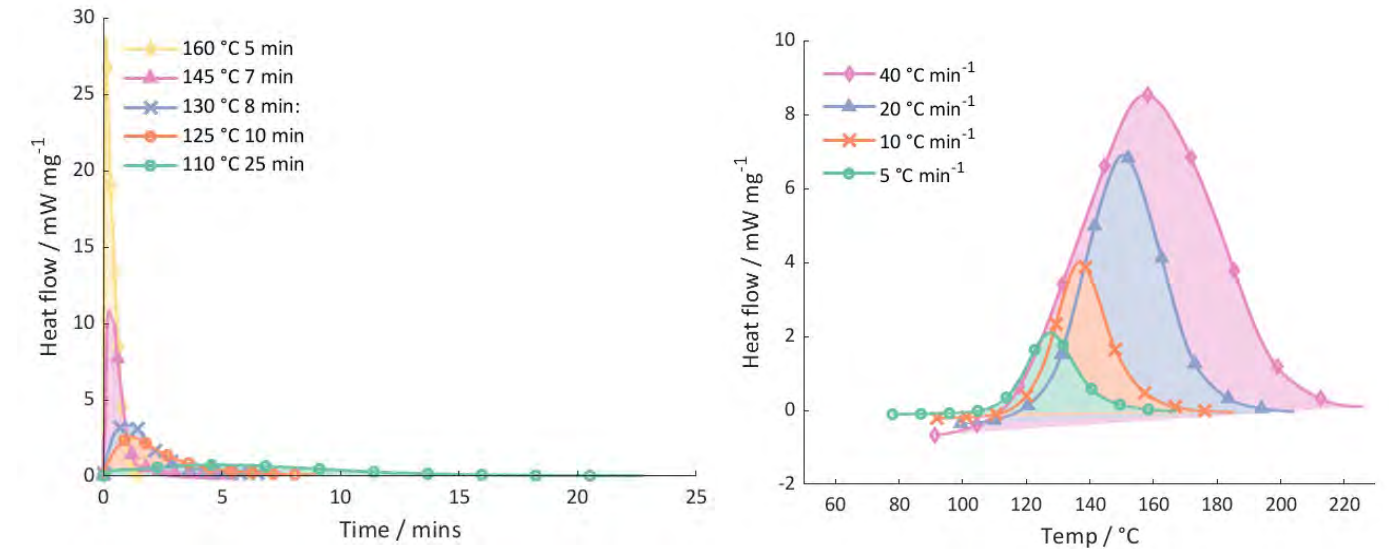 30
25
20
15
10
5
0
Heat flow / mW mg⁻¹
160 °C 5 min
145 °C 7 min
130 °C 8 min:
125 °C 10 min
110 °C 25 min
0 5 10 15 20 25
Time / mins
10
8
6
4
2
0
-2
Heat flow / mW mg⁻¹
40 °C min⁻¹
20 °C min⁻¹
10 °C min⁻¹
5 °C min⁻¹
60 80 100 120 140 160 180 200 220
Temp / °C